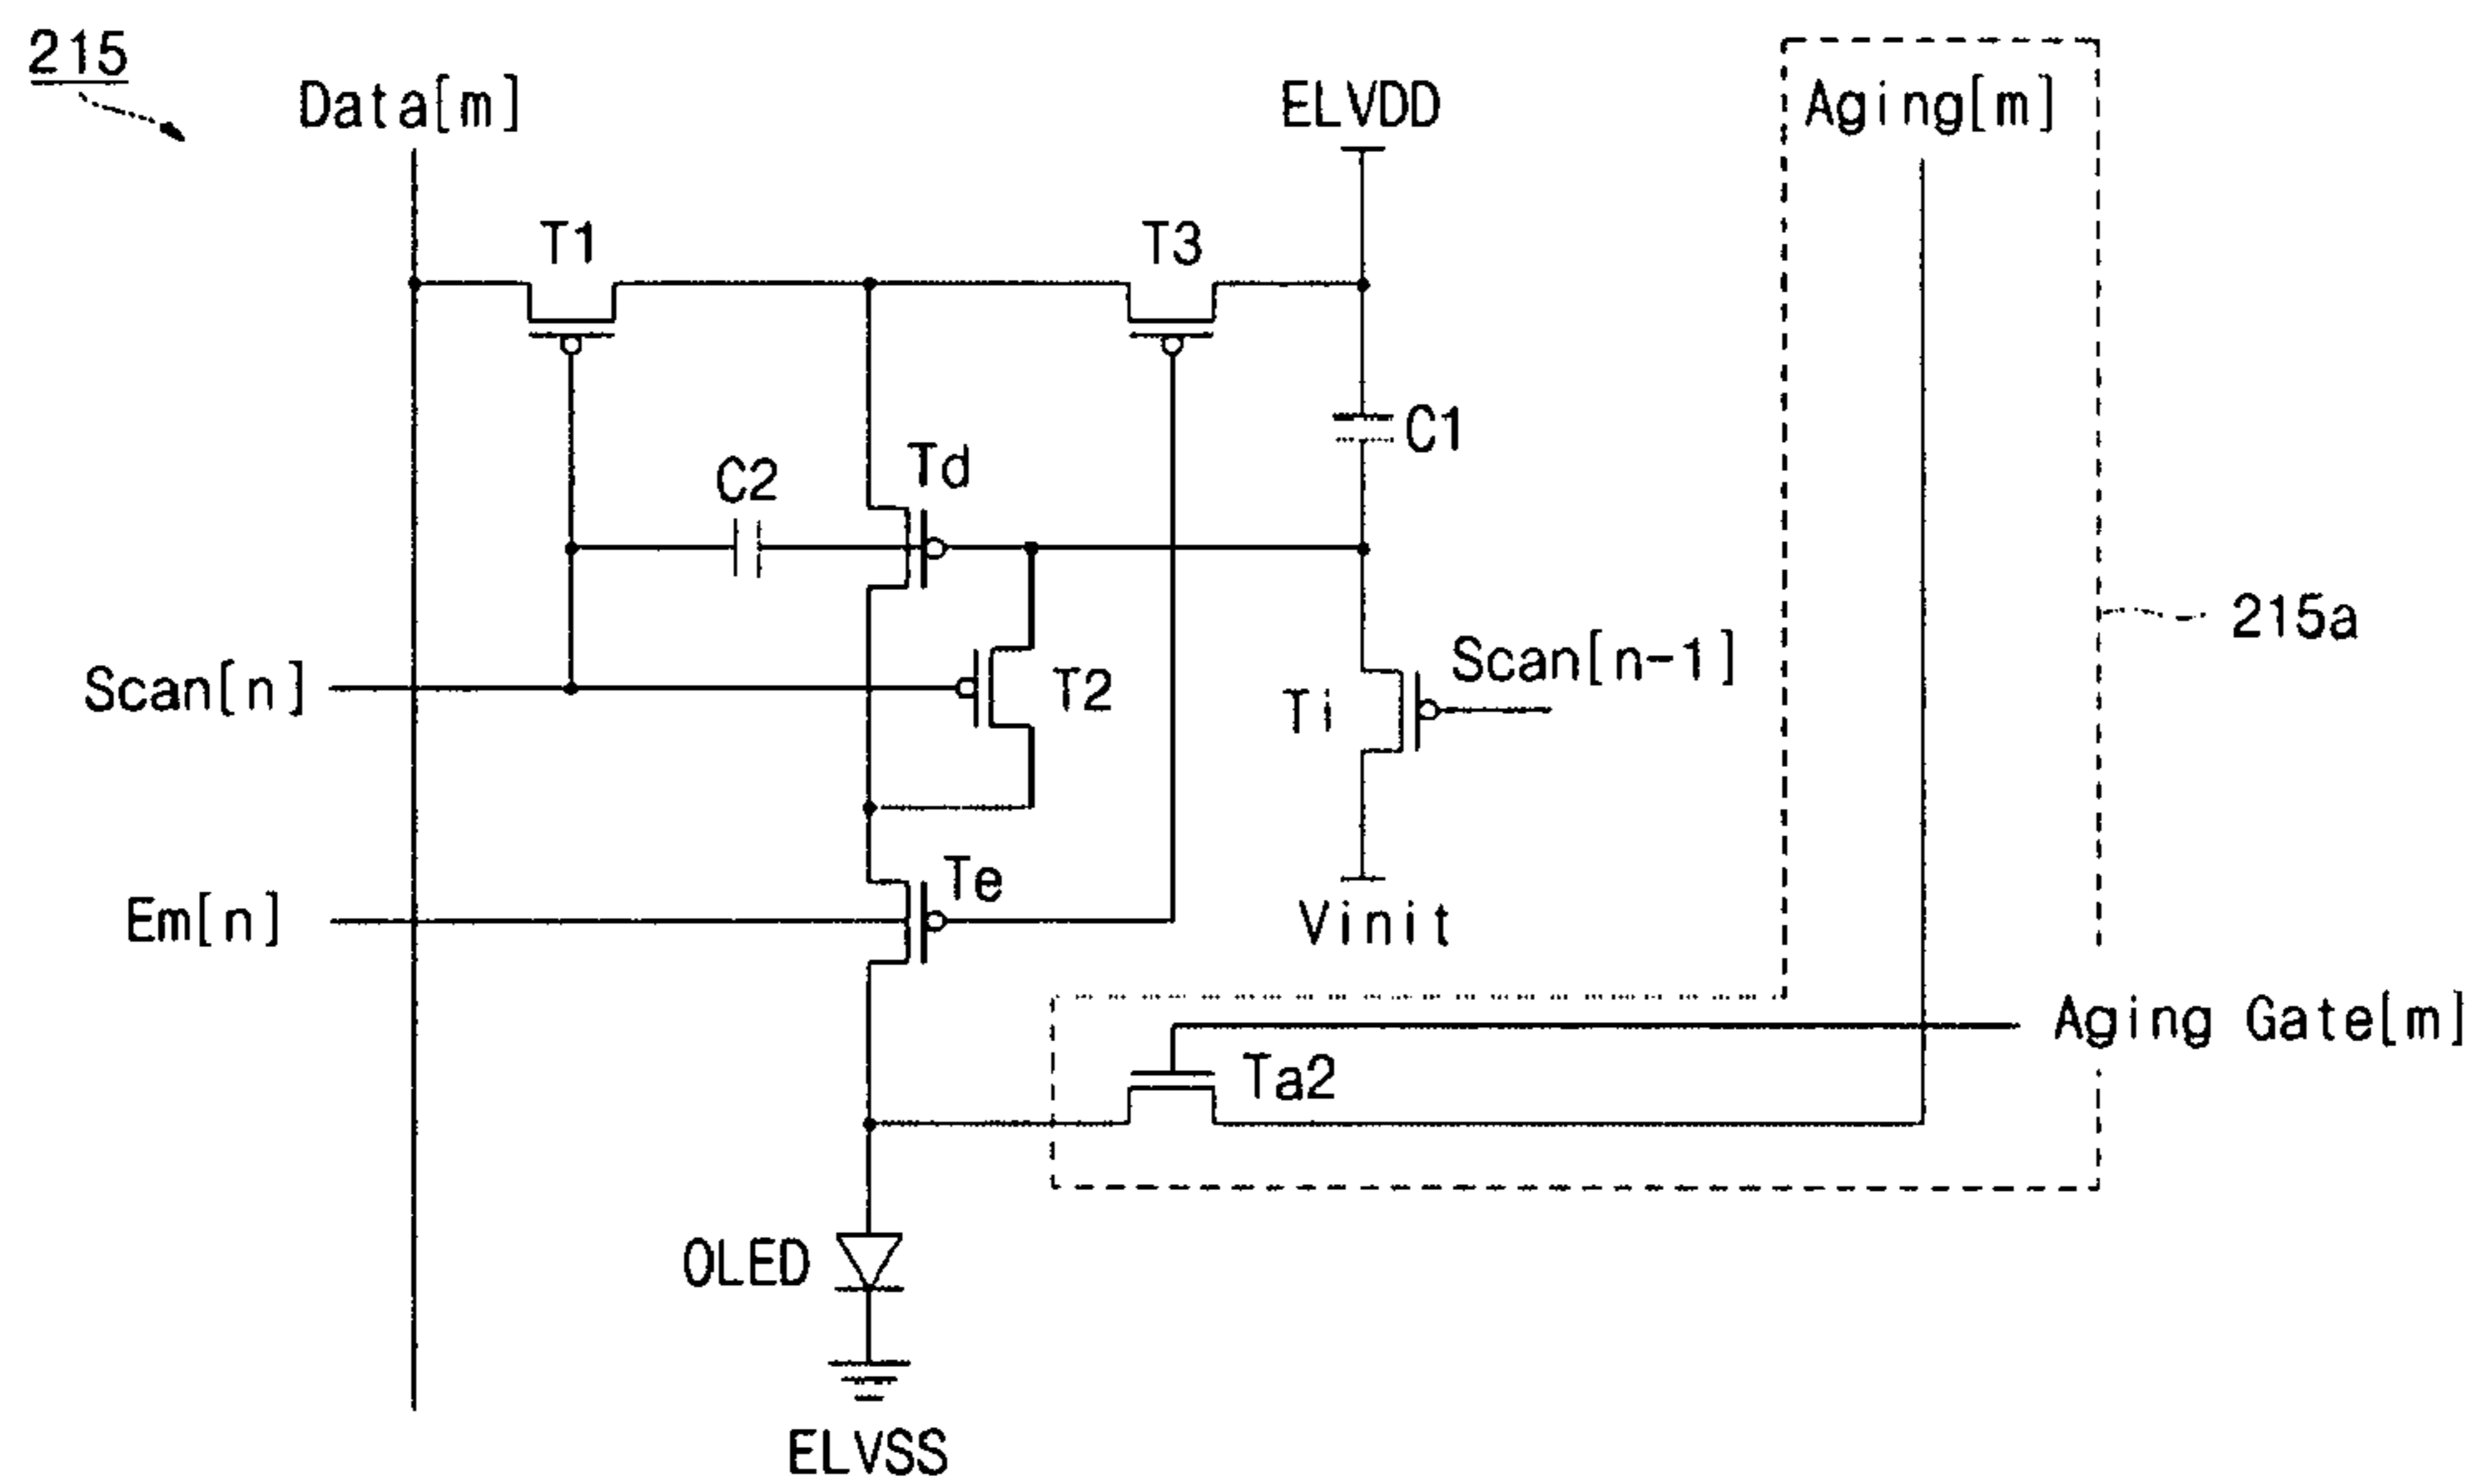 215
Data[m]
ELVDD
Aging[m]
T1
T3
C1
Td
C2
215a
Scan[n-1]
Scan[n]
T2
Ti
Te
Em[n]
Vinit
Aging Gate[m]
Ta2
OLED
ELVSS